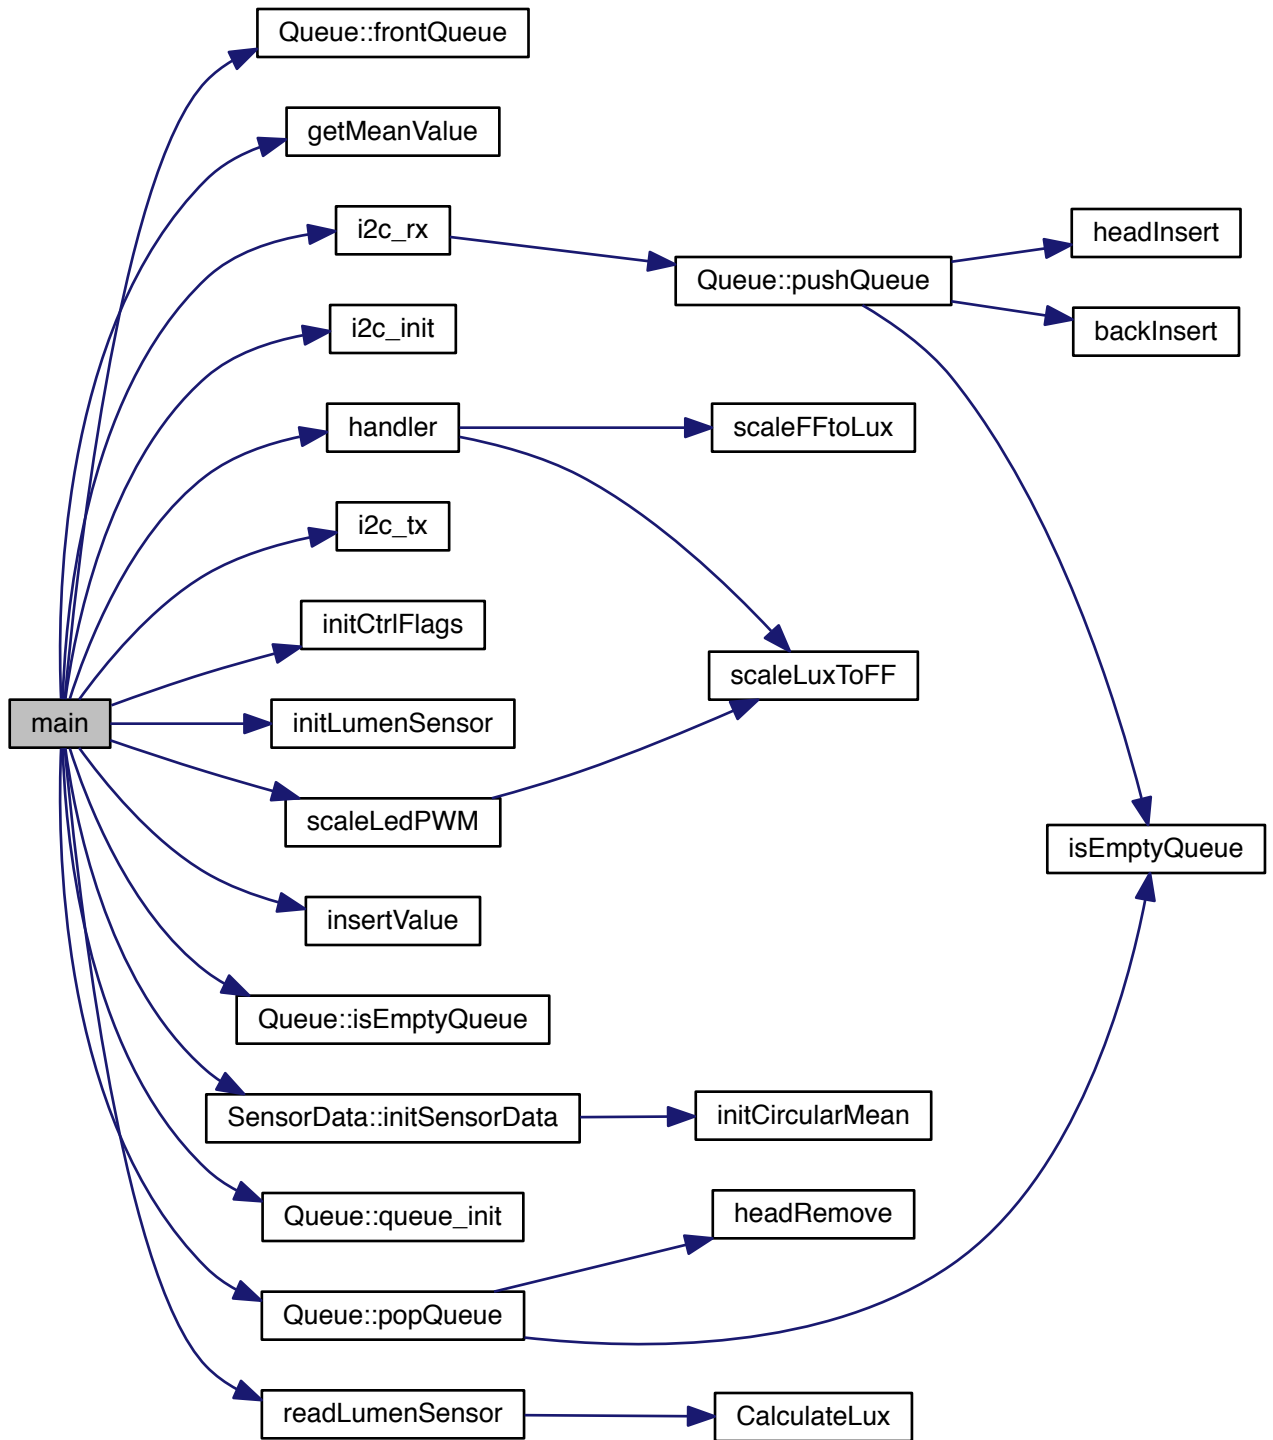 Queue::frontQueue
getMeanValue
i2c_rx
headInsert
Queue::pushQueue
i2c_init
backInsert
handler
scaleFFtoLux
i2c_tx
initCtrlFlags
scaleLuxToFF
main
initLumenSensor
scaleLedPWM
isEmptyQueue
insertValue
Queue::isEmptyQueue
SensorData::initSensorData
initCircularMean
Queue::queue_init
headRemove
Queue::popQueue
readLumenSensor
CalculateLux